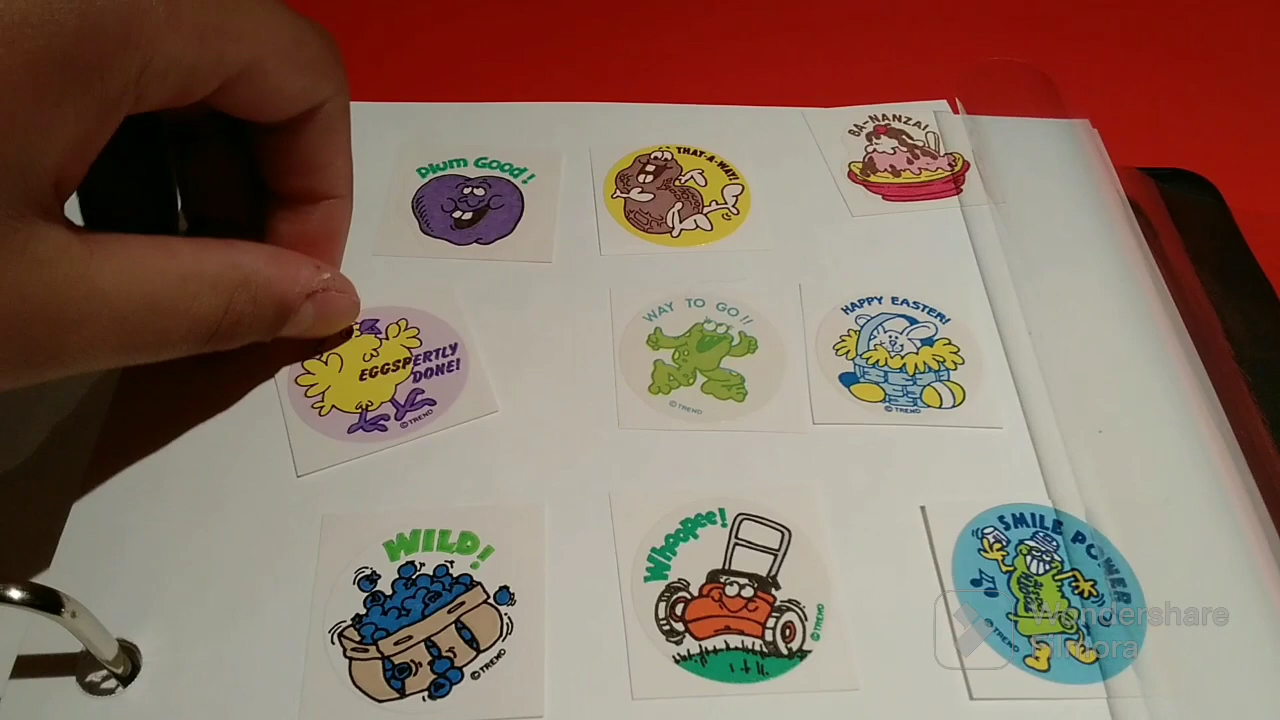 Plum Good!
THAT-A-WAY!
BA-NANZA!
EGGSPERTLY
DONE!
©TREND
WAY TO GO!!
©TREND
HAPPY EASTER!
©TREND
WILD!
©TREND
Whoopee!
©TREND
SMILE POWER
©TREND
Wondershare
filmora